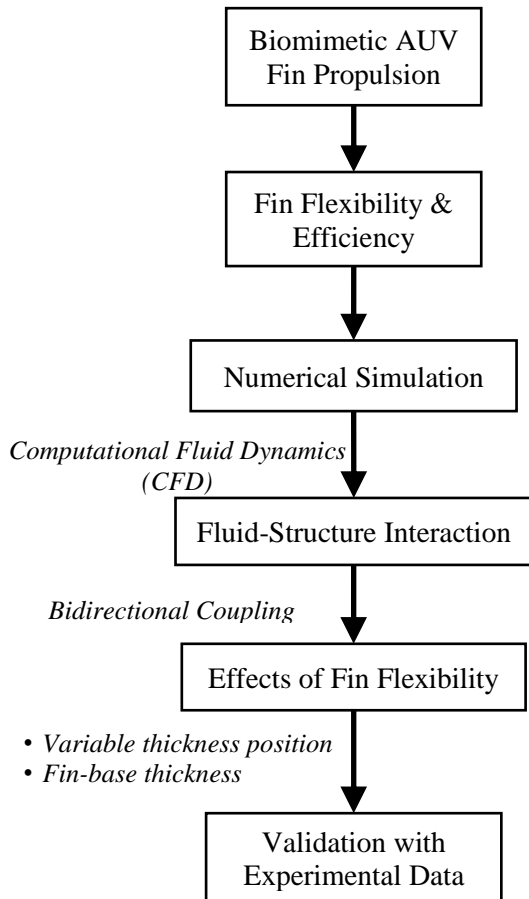 Biomimetic AUV
Fin Propulsion
Fin Flexibility &
Efficiency
Numerical Simulation
Computational Fluid Dynamics
(CFD)
Fluid-Structure Interaction
Bidirectional Coupling
Effects of Fin Flexibility
• Variable thickness position
• Fin-base thickness
Validation with
Experimental Data